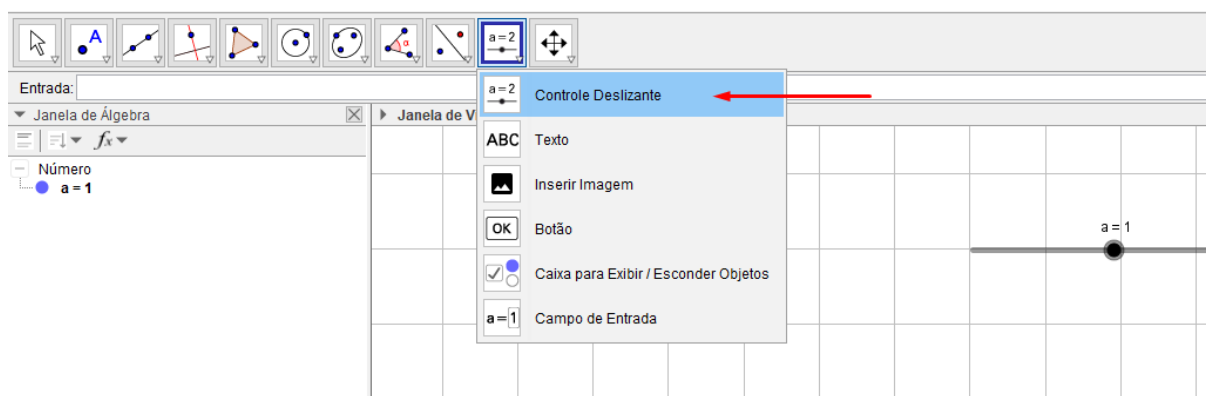 A
α
a=2
Entrada:
a=2
Controle Deslizante
Janela de Álgebra
Janela de V
ABC
Texto
fx
Número
a = 1
Inserir Imagem
OK
Botão
a = 1
Caixa para Exibir / Esconder Objetos
a=1
Campo de Entrada